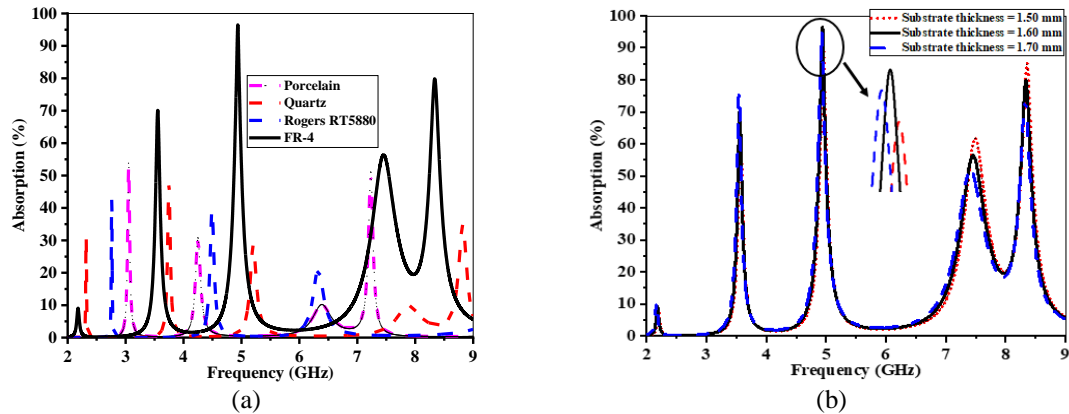 100
90
80
70
60
50
40
30
20
10
0
Absorption (%)
Porcelain
Quartz
Rogers RT5880
FR-4
2 3 4 5 6 7 8 9
Frequency (GHz)
(a)
100
90
80
70
60
50
40
30
20
10
0
Absorption (%)
Substrate thickness = 1.50 mm
Substrate thickness = 1.60 mm
Substrate thickness = 1.70 mm
2 3 4 5 6 7 8 9
Frequency (GHz)
(b)